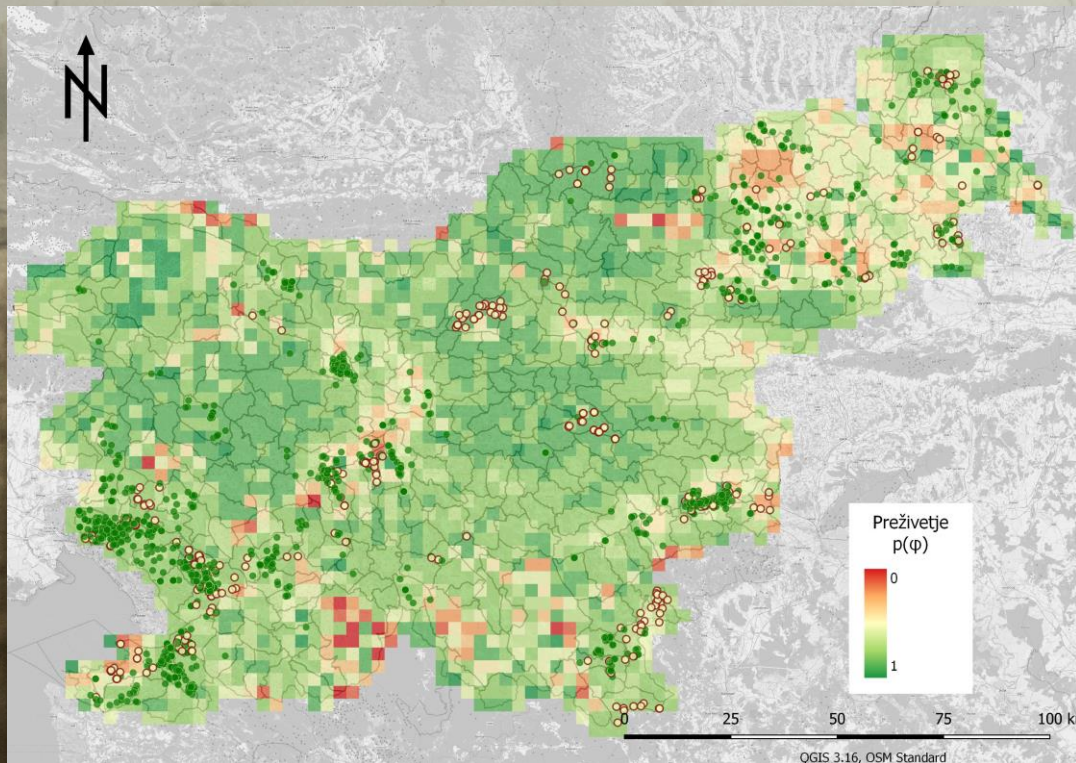 N
Preživetje
p(φ)
0
1
0 25 50 75 100 k
QGIS 3.16, OSM Standard